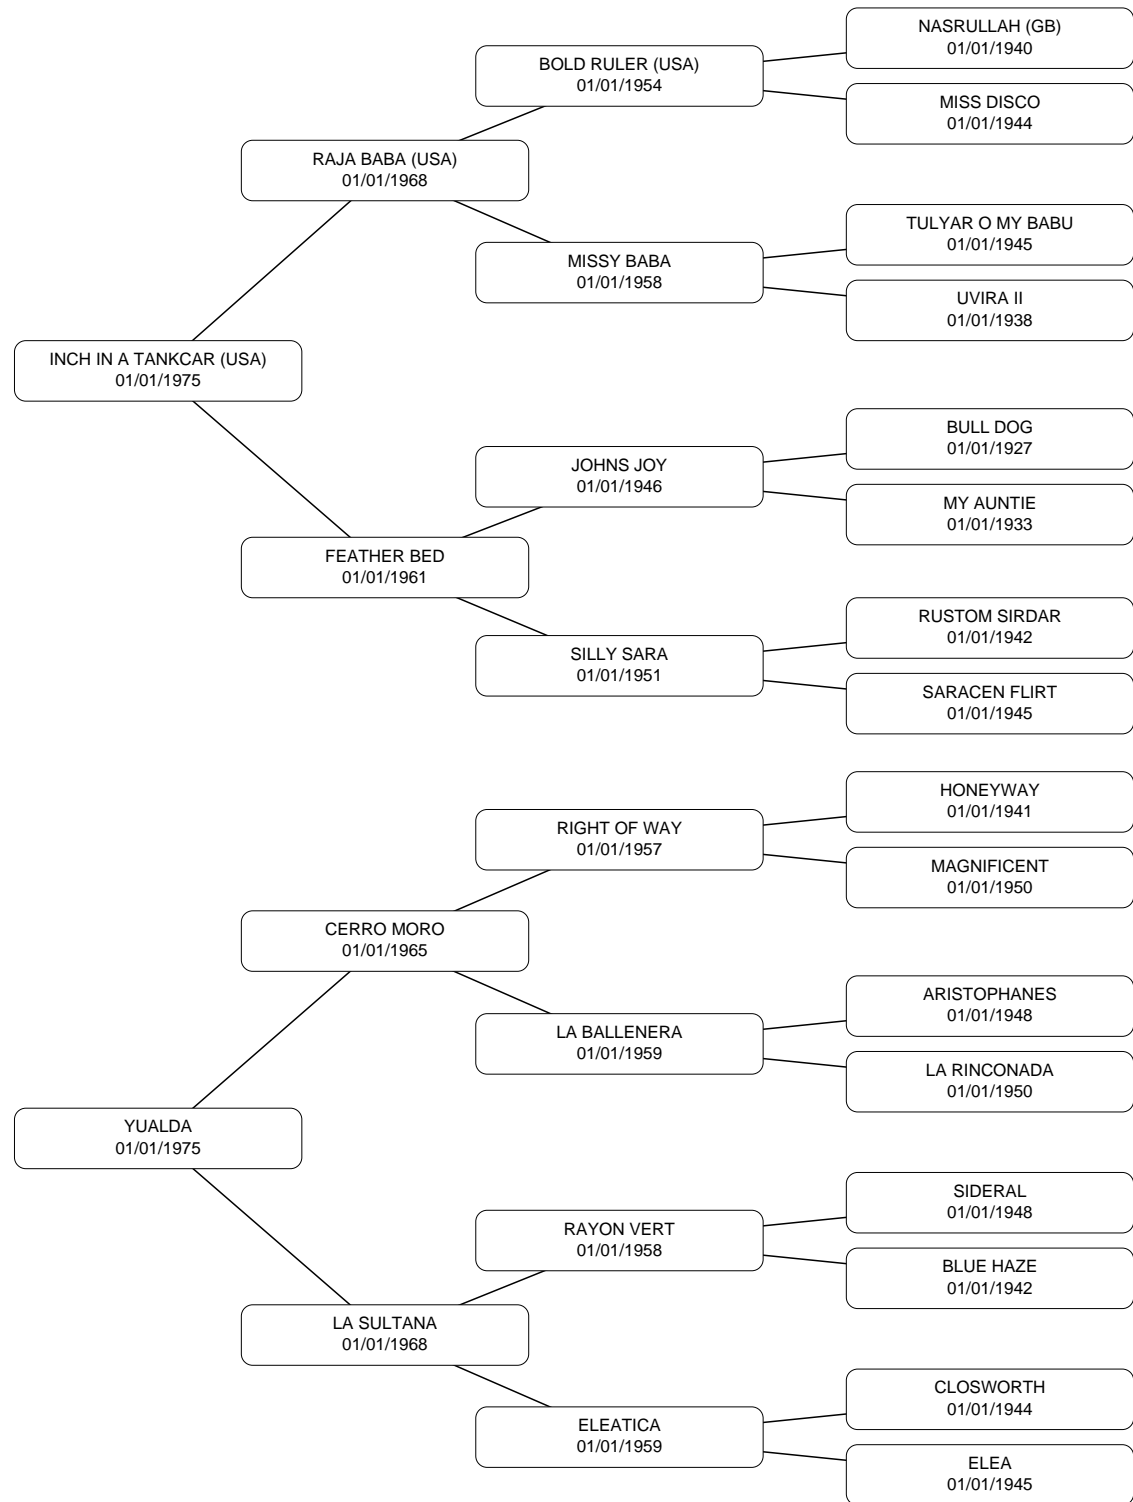 NASRULLAH (GB)
01/01/1940
BOLD RULER (USA)
01/01/1954
MISS DISCO
01/01/1944
RAJA BABA (USA)
01/01/1968
TULYAR O MY BABU
01/01/1945
MISSY BABA
01/01/1958
UVIRA II
01/01/1938
INCH IN A TANKCAR (USA)
01/01/1975
BULL DOG
01/01/1927
JOHNS JOY
01/01/1946
MY AUNTIE
01/01/1933
FEATHER BED
01/01/1961
RUSTOM SIRDAR
01/01/1942
SILLY SARA
01/01/1951
SARACEN FLIRT
01/01/1945
HONEYWAY
01/01/1941
RIGHT OF WAY
01/01/1957
MAGNIFICENT
01/01/1950
CERRO MORO
01/01/1965
ARISTOPHANES
01/01/1948
LA BALLENERA
01/01/1959
LA RINCONADA
01/01/1950
YUALDA
01/01/1975
SIDERAL
01/01/1948
RAYON VERT
01/01/1958
BLUE HAZE
01/01/1942
LA SULTANA
01/01/1968
CLOSWORTH
01/01/1944
ELEATICA
01/01/1959
ELEA
01/01/1945